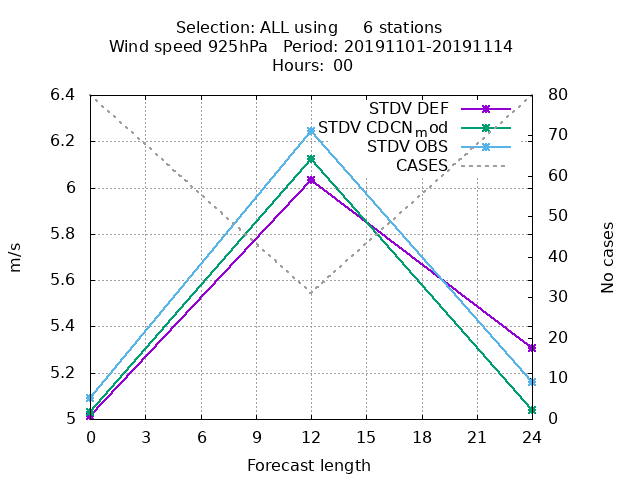 Selection: ALL using     6 stations
Wind speed 925hPa   Period: 20191101-20191114
Hours:  00
STDV DEF
STDV CDCNmod
STDV OBS
CASES
6.4
6.2
6
5.8
5.6
5.4
5.2
5
m/s
80
70
60
50
40
30
20
10
0
No cases
0 3 6 9 12 15 18 21 24
Forecast length